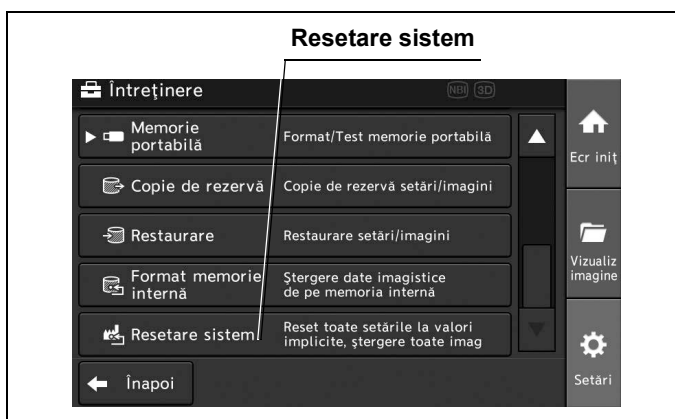 Resetare sistem
Întreţinere
NBI 3D
Memorie
portabilă
Format/Test memorie portabilă
Ecr iniţ
Copie de rezervă
Copie de rezervă setări/imagini
Restaurare
Restaurare setări/imagini
Vizualiz
imagine
Format memorie
internă
Ştergere date imagistice
de pe memoria internă
Resetare sistem
Reset toate setările la valori
implicite, ştergere toate imag
Înapoi
Setări